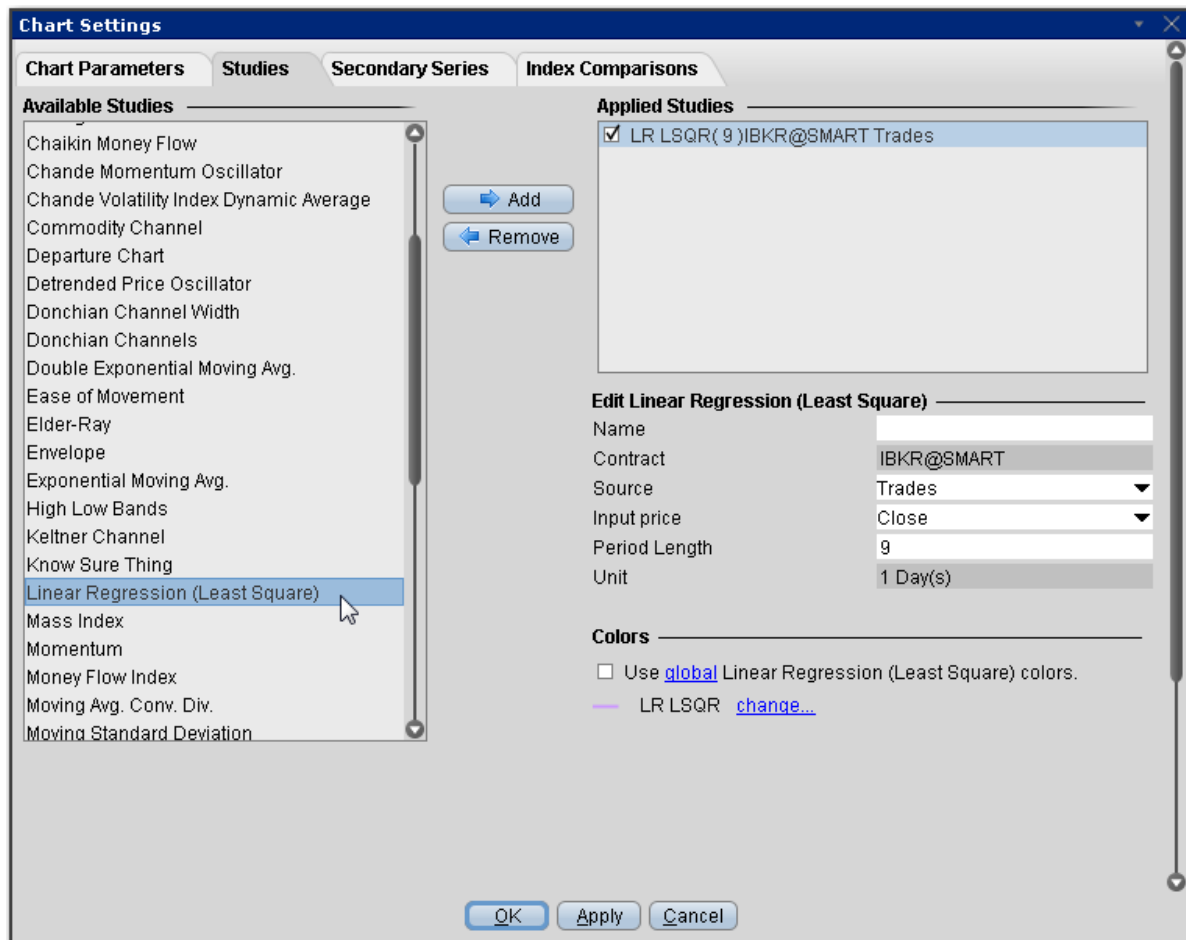 Chart Settings
Chart Parameters
Studies
Secondary Series
Index Comparisons
Available Studies
Chaikin Money Flow
Chande Momentum Oscillator
Chande Volatility Index Dynamic Average
Commodity Channel
Departure Chart
Detrended Price Oscillator
Donchian Channel Width
Donchian Channels
Double Exponential Moving Avg.
Ease of Movement
Elder-Ray
Envelope
Exponential Moving Avg.
High Low Bands
Keltner Channel
Know Sure Thing
Linear Regression (Least Square)
Mass Index
Momentum
Money Flow Index
Moving Avg. Conv. Div.
Moving Standard Deviation
Add
Remove
Applied Studies
LR LSQR( 9 )IBKR@SMART Trades
Edit Linear Regression (Least Square)
Name
Contract IBKR@SMART
Source Trades
Input price Close
Period Length 9
Unit 1 Day(s)
Colors
Use global Linear Regression (Least Square) colors.
LR LSQR change...
OK Apply Cancel